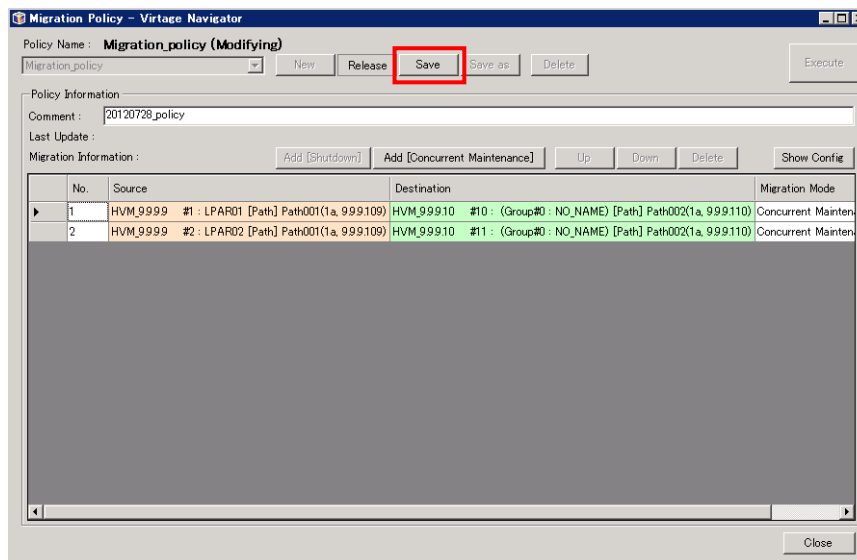 Migration Policy - Virtage Navigator
Policy Name : Migration_policy (Modifying)
Migration_policy New Release Save Save as Delete Execute
Policy Information
Comment : 20120728_policy
Last Update :
Migration Information : Add [Shutdown] Add [Concurrent Maintenance] Up Down Delete Show Config
No. Source Destination Migration Mode
1 HVM_9.9.9.9 #1 : LPAR01 [Path] Path001(1a, 9.9.9.109) HVM_9.9.9.10 #10 : (Group#0 : NO_NAME) [Path] Path002(1a, 9.9.9.110) Concurrent Mainten
2 HVM_9.9.9.9 #2 : LPAR02 [Path] Path001(1a, 9.9.9.109) HVM_9.9.9.10 #11 : (Group#0 : NO_NAME) [Path] Path002(1a, 9.9.9.110) Concurrent Mainten
Close